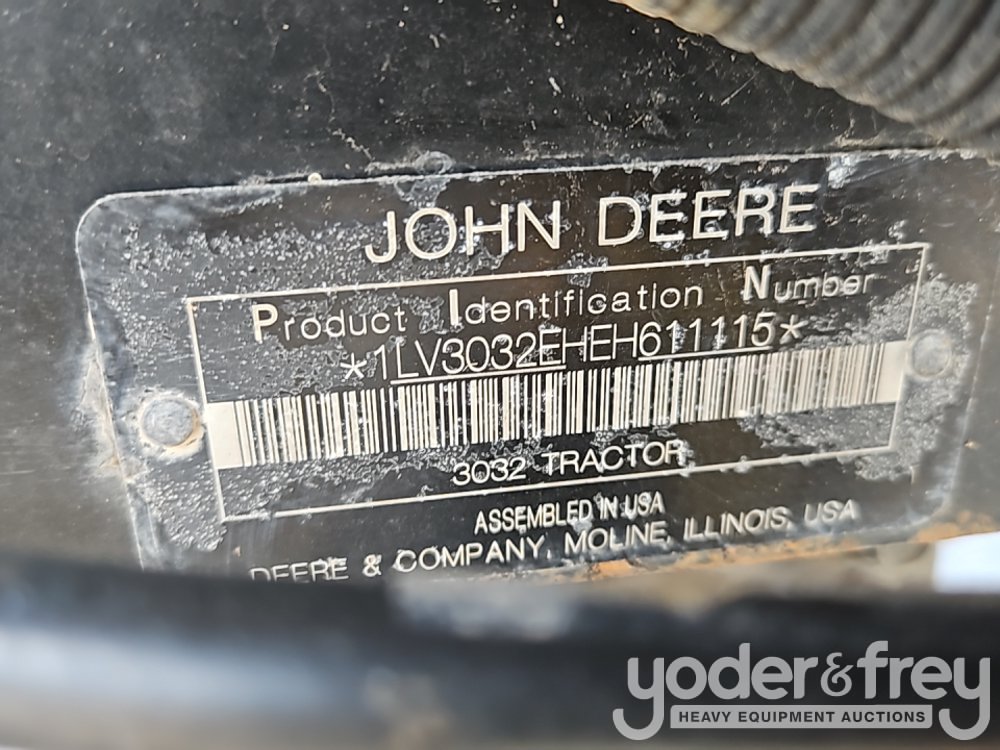 JOHN DEERE
Product Identification Number
*1LV3032EHEH611115*
3032 TRACTOR
ASSEMBLED IN USA
DEERE & COMPANY, MOLINE, ILLINOIS, USA
yoder&frey
HEAVY EQUIPMENT AUCTIONS